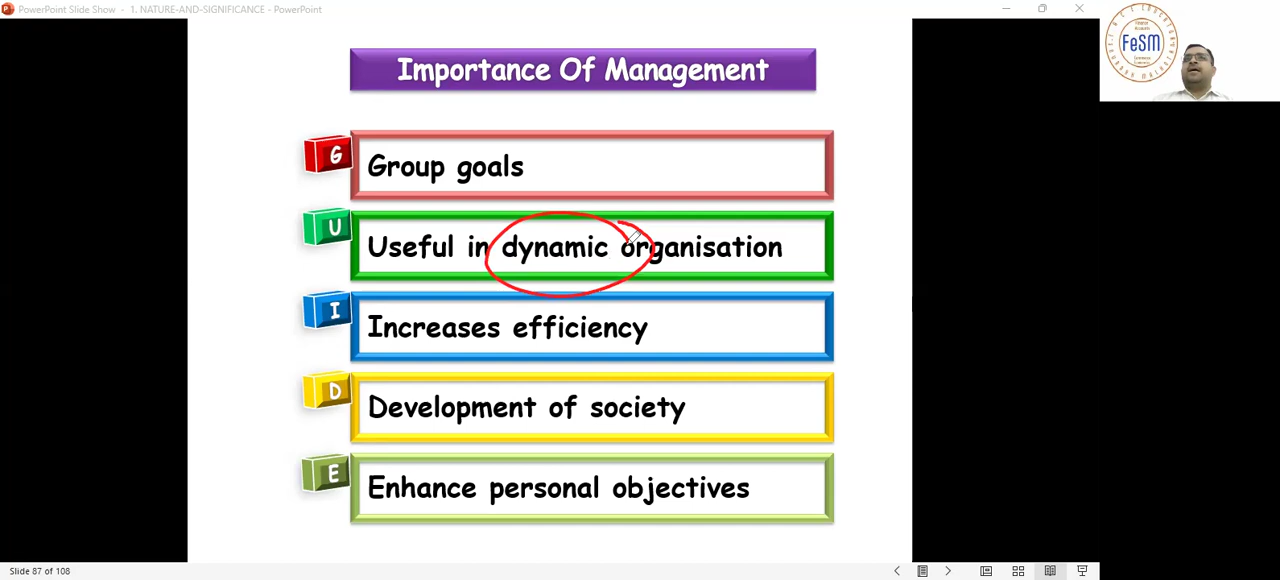 PowerPoint Slide Show - 1. NATURE-AND-SIGNIFICANCE - PowerPoint
FeSM
Importance Of Management
G Group goals
U Useful in dynamic organisation
I Increases efficiency
D Development of society
E Enhance personal objectives
Slide 87 of 108